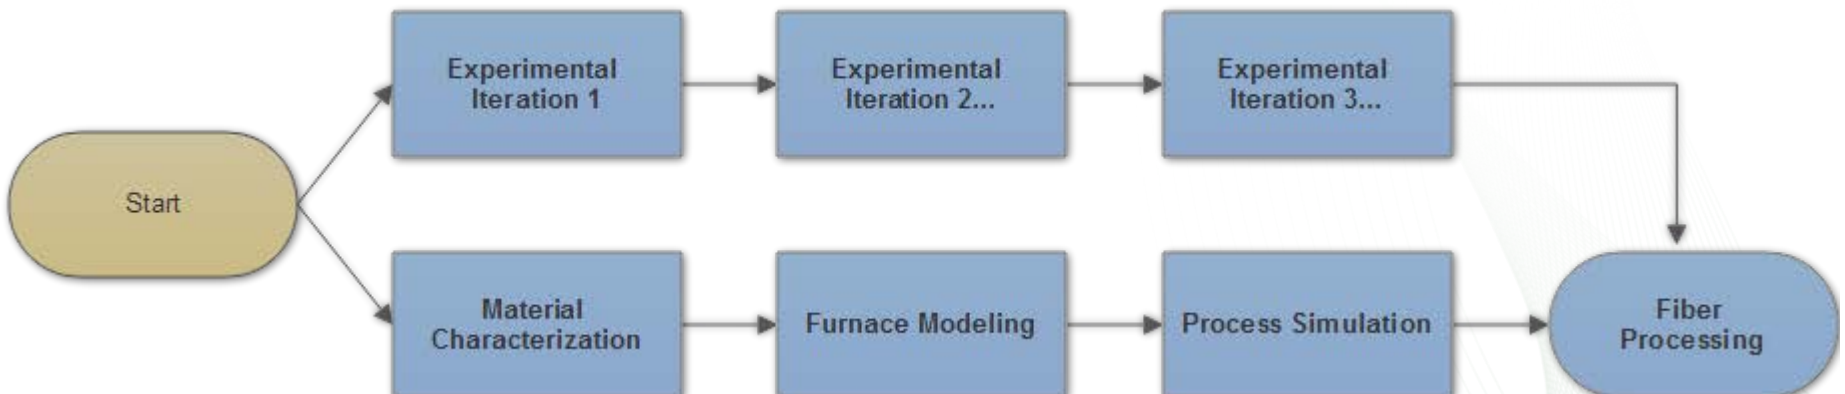 Experimental
Iteration 1
Experimental
Iteration 2...
Experimental
Iteration 3...
Start
Material
Characterization
Furnace Modeling
Process Simulation
Fiber
Processing